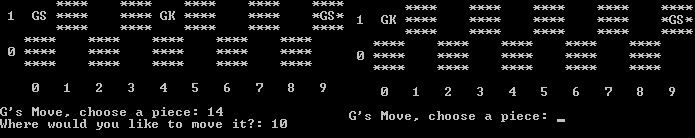 ****    ****    ****    ****    ****
1  GS  ****    GK  ****    ****    *GS*
****    ****    ****    ****    ****
****    ****    ****    ****    ****
0  ****    ****    ****    ****    ****
****    ****    ****    ****    ****
0  1  2  3  4  5  6  7  8  9
G's Move, choose a piece: 14
Where would you like to move it?: 10
****    ****    ****    ****    ****
1  GK  ****    ****    ****    ****    *GS*
****    ****    ****    ****    ****
****    ****    ****    ****    ****
0  ****    ****    ****    ****    ****
****    ****    ****    ****    ****
0  1  2  3  4  5  6  7  8  9
G's Move, choose a piece: _